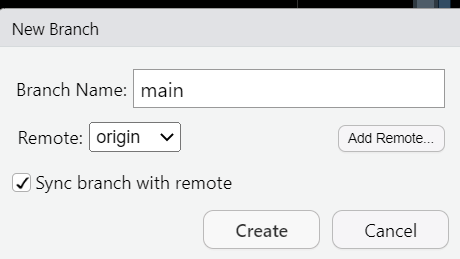 New Branch
Branch Name: main
Remote: origin Add Remote...
Sync branch with remote
Create Cancel